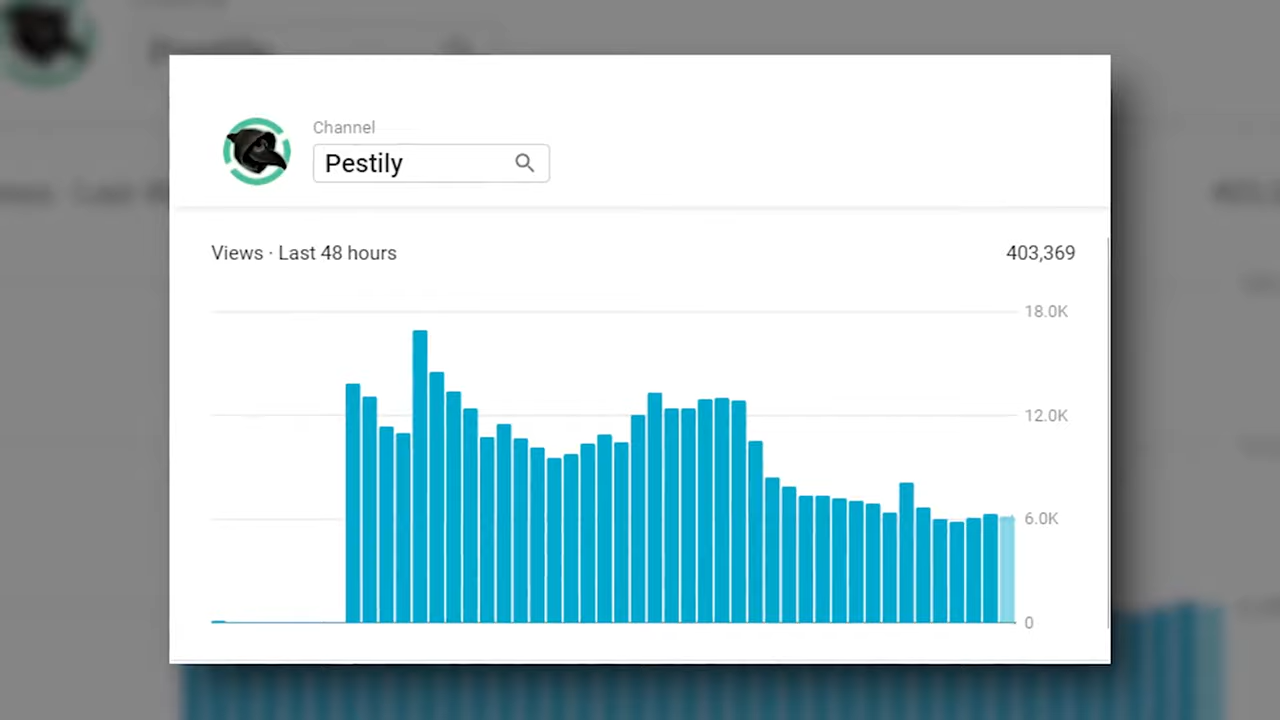 Channel
Pestily
Views · Last 48 hours
403,369
18.0K
12.0K
6.0K
0